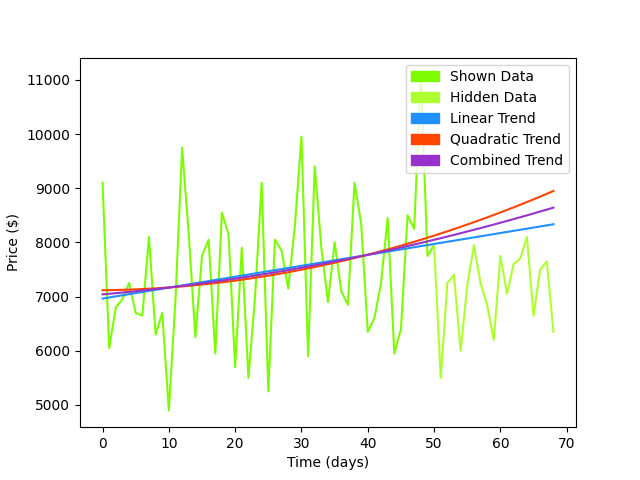 11000
10000
9000
8000
7000
6000
5000
Price ($)
0 10 20 30 40 50 60 70
Time (days)
Shown Data
Hidden Data
Linear Trend
Quadratic Trend
Combined Trend